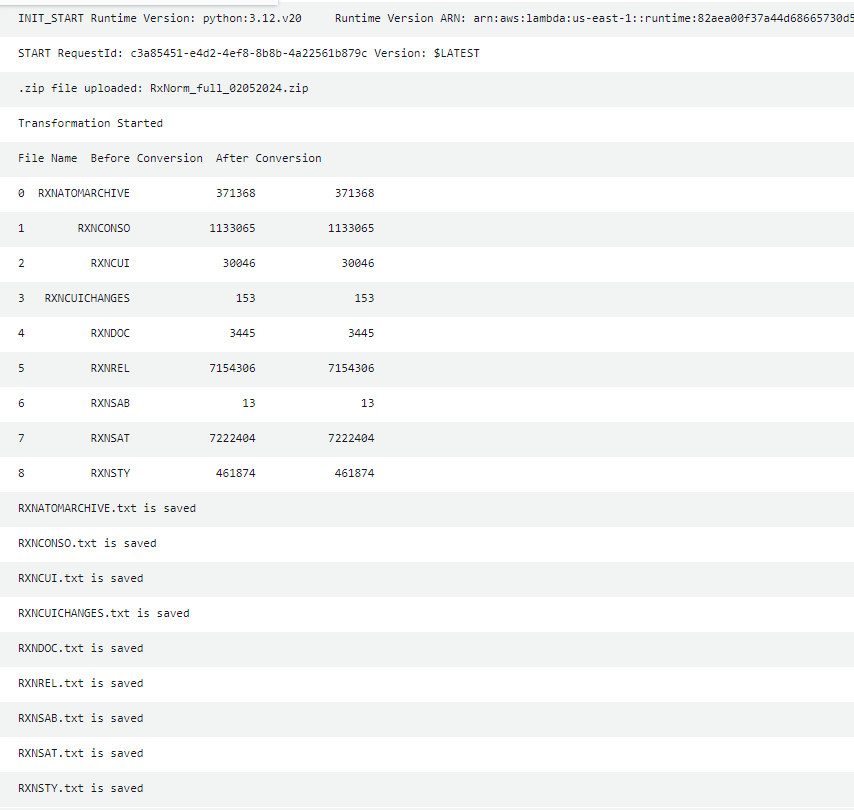 INIT_START Runtime Version: python:3.12.v20 Runtime Version ARN: arn:aws:lambda:us-east-1::runtime:82aea00f37a44d68665730d5
START RequestId: c3a85451-e4d2-4ef8-8b8b-4a22561b879c Version: $LATEST
.zip file uploaded: RxNorm_full_02052024.zip
Transformation Started
File Name Before Conversion After Conversion
0 RXNATOMARCHIVE 371368 371368
1 RXNCONSO 1133065 1133065
2 RXNCUI 30046 30046
3 RXNCUICHANGES 153 153
4 RXNDOC 3445 3445
5 RXNREL 7154306 7154306
6 RXNSAB 13 13
7 RXNSAT 7222404 7222404
8 RXNSTY 461874 461874
RXNATOMARCHIVE.txt is saved
RXNCONSO.txt is saved
RXNCUI.txt is saved
RXNCUICHANGES.txt is saved
RXNDOC.txt is saved
RXNREL.txt is saved
RXNSAB.txt is saved
RXNSAT.txt is saved
RXNSTY.txt is saved